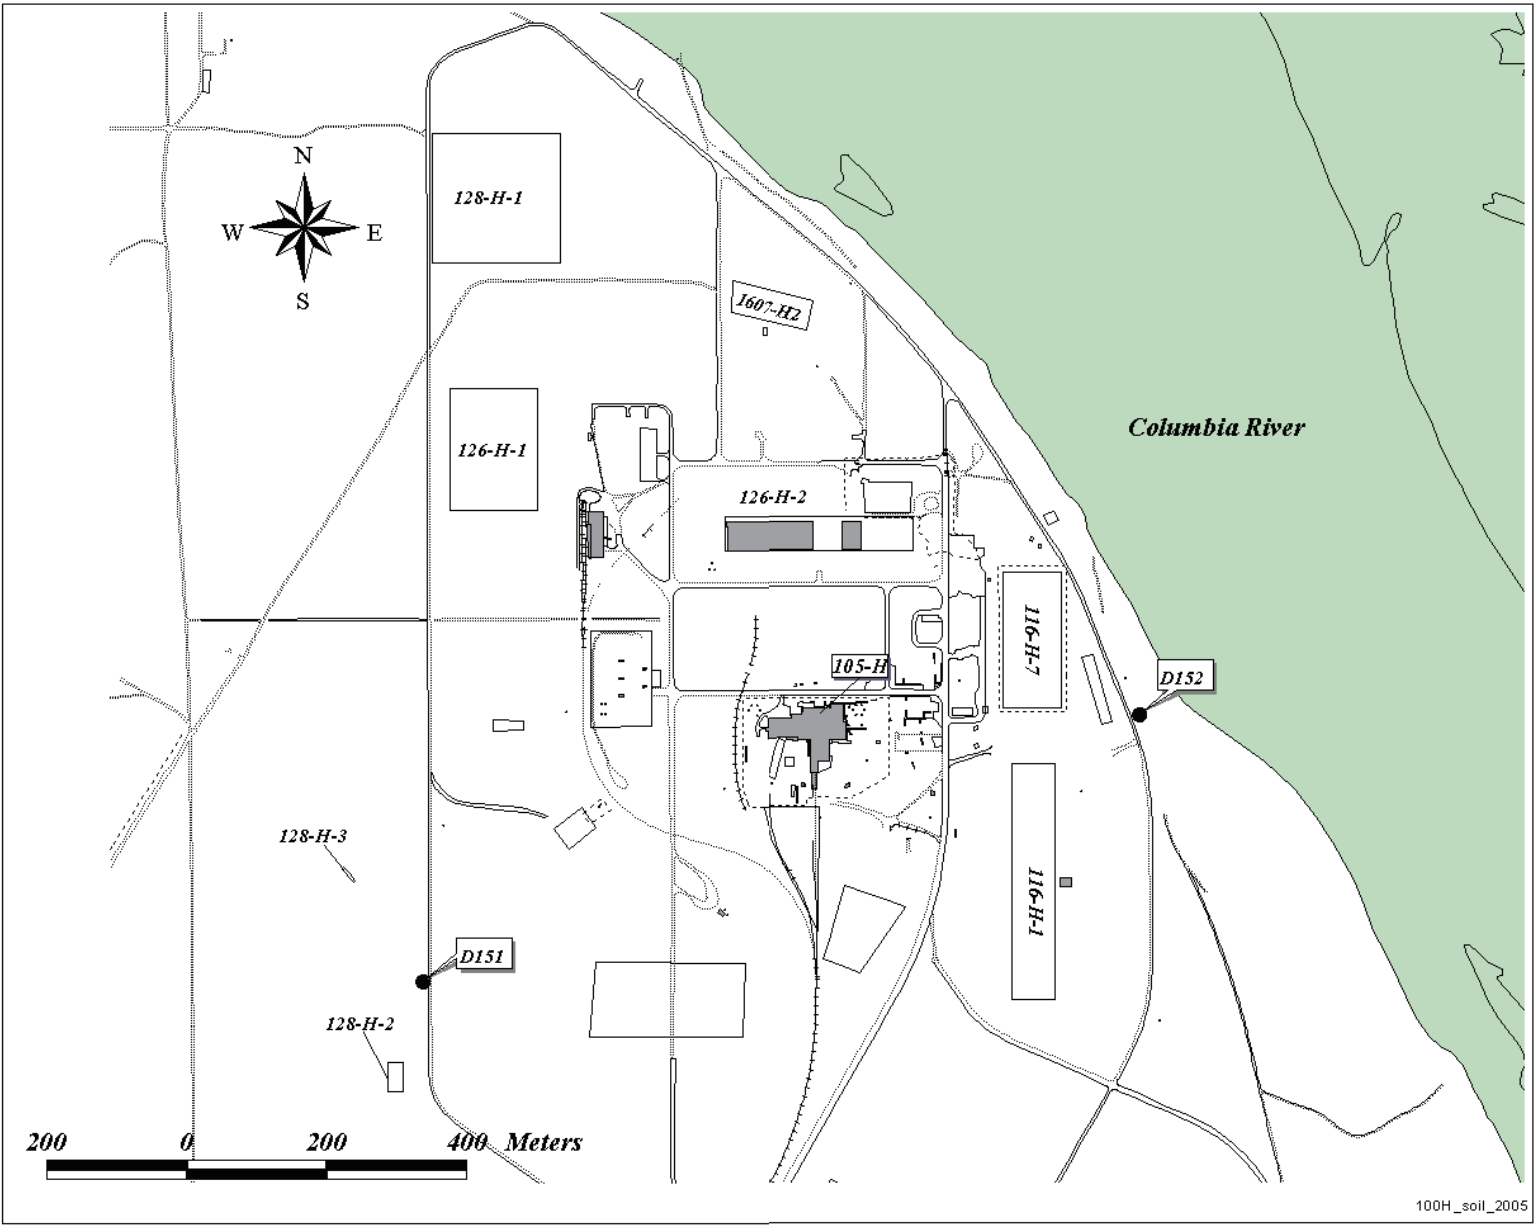 N
128-H-1
W
E
S
1607-H2
Columbia River
126-H-1
126-H-2
116-H-7
105-H
D152
128-H-3
116-H-1
D151
128-H-2
200 0 200 400 Meters
100H_soil_2005